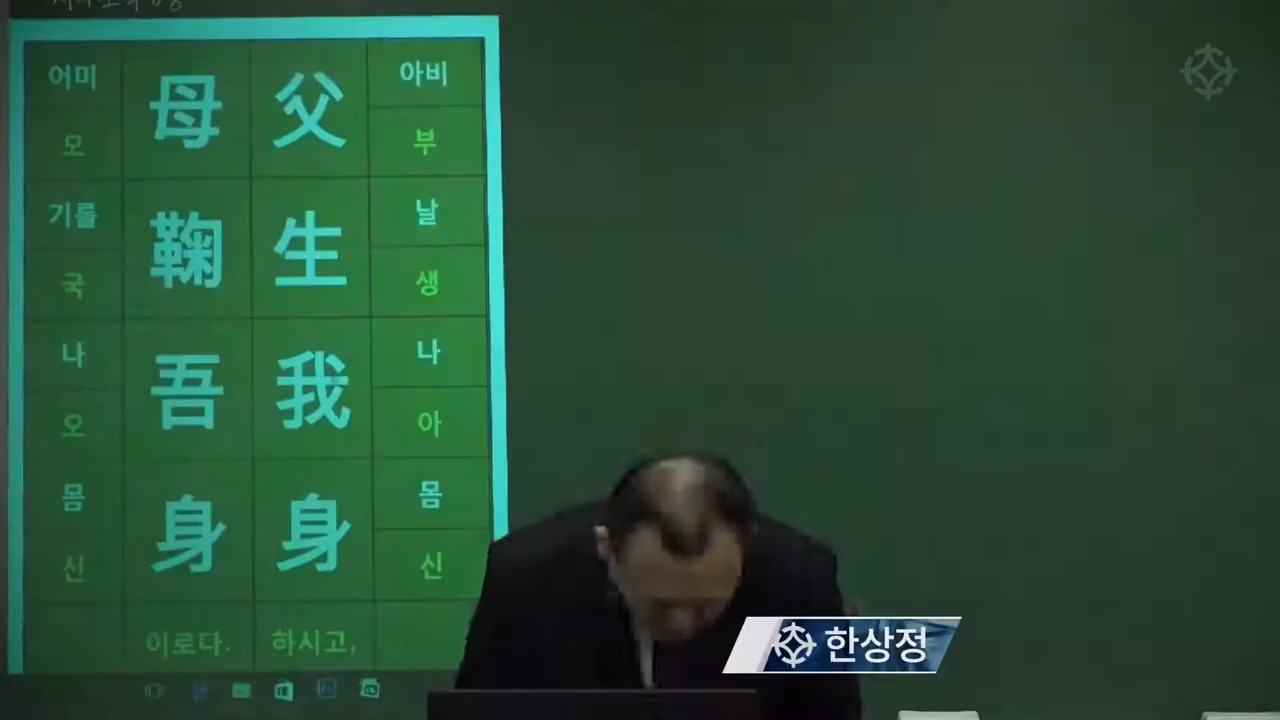 아비 부 父 母 어미 모
날 생 生 鞠 기를 국
나 아 我 吾 나 오
몸 신 身 身 몸 신
하시고, 이로다.
한상정